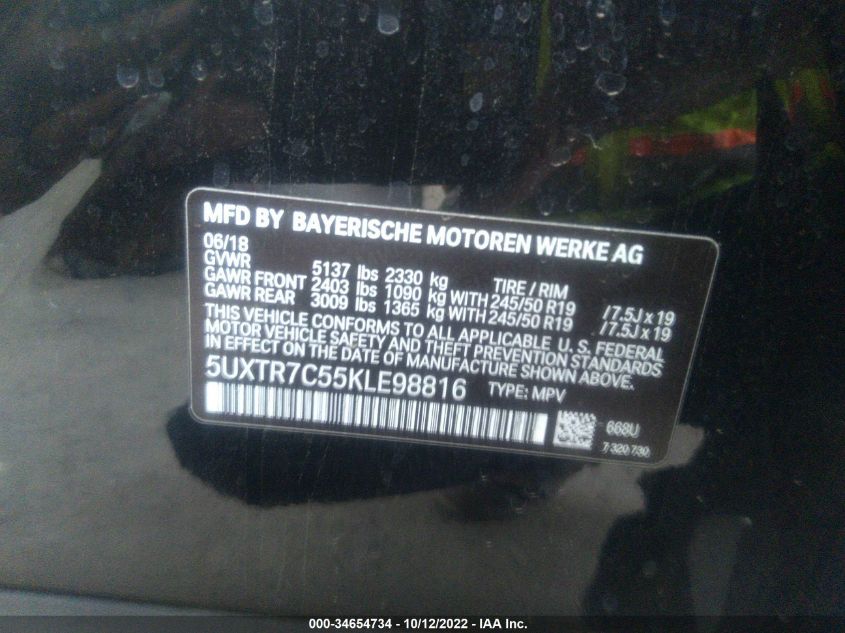 MFD BY BAYERISCHE MOTOREN WERKE AG
06/18
GVWR 5137 lbs 2330 kg TIRE / RIM
GAWR FRONT 2403 lbs 1090 kg WITH 245/50 R19 /7.5J x 19
GAWR REAR 3009 lbs 1365 kg WITH 245/50 R19 /7.5J x 19
THIS VEHICLE CONFORMS TO ALL APPLICABLE U. S. FEDERAL
MOTOR VEHICLE SAFETY AND THEFT PREVENTION STANDARDS
IN EFFECT ON THE DATE OF MANUFACTURE SHOWN ABOVE.
5UXTR7C55KLE98816 TYPE: MPV
668U
7 320 730
000-34654734 - 10/12/2022 - IAA Inc.